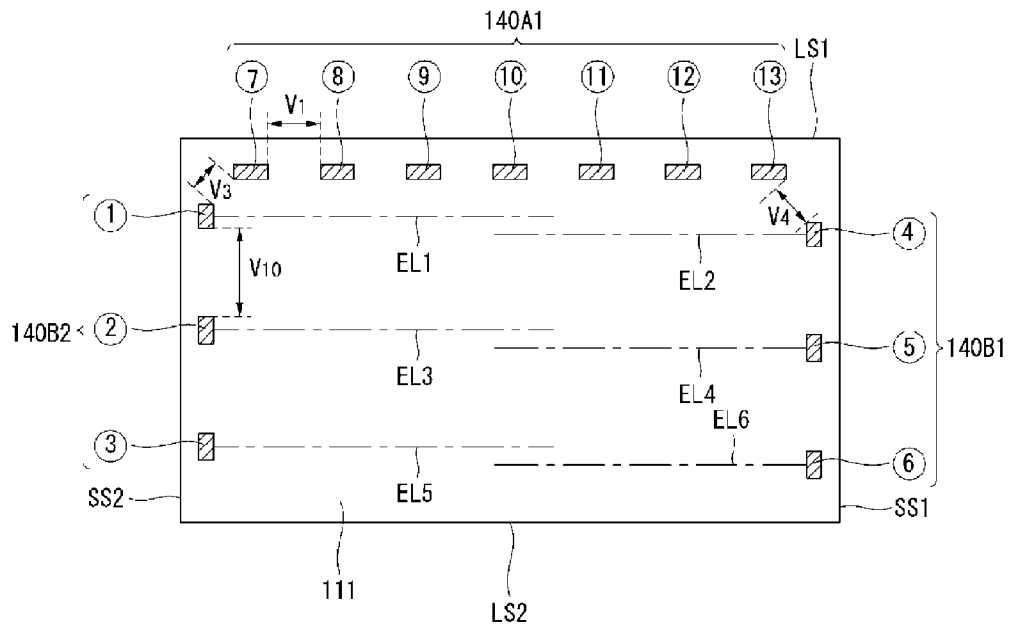 140A1
LS1
⑦ ⑧ ⑨ ⑩ ⑪ ⑫ ⑬
V1
V3
V4
① ④
EL1
EL2
V10
140B2
② ⑤
140B1
EL3
EL4
EL6
③ ⑥
EL5
SS2
SS1
111
LS2